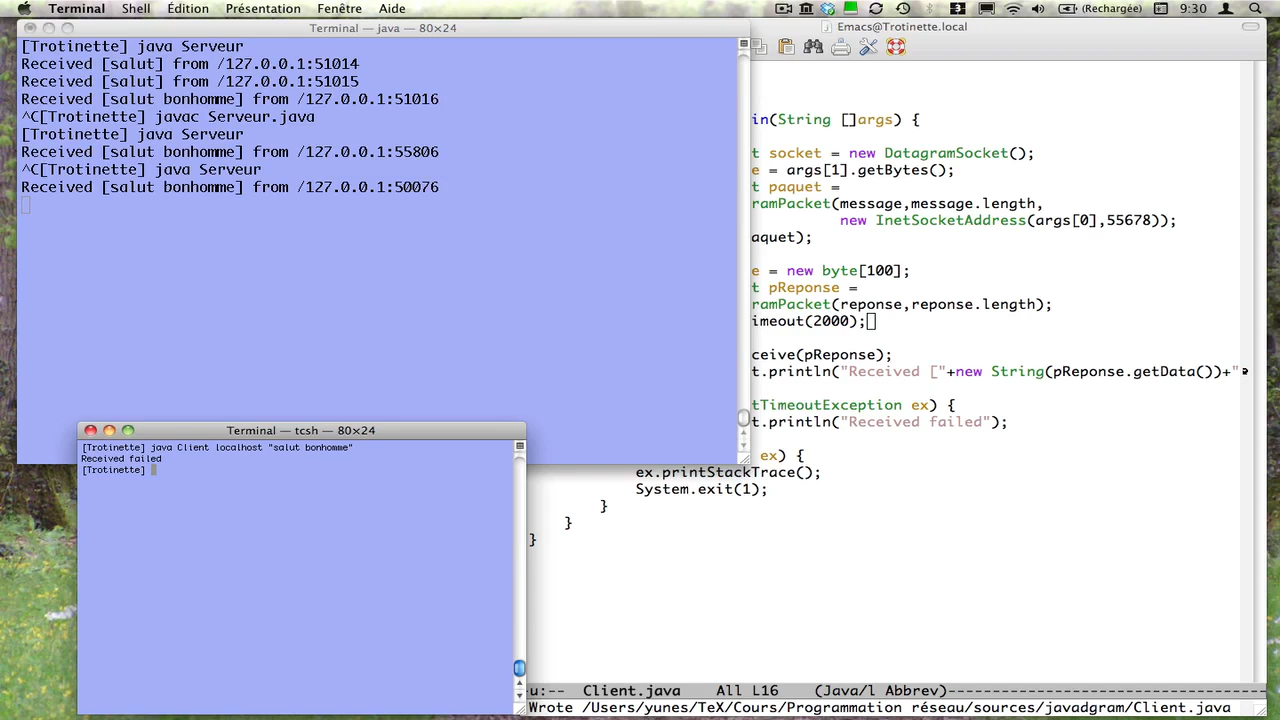 Terminal Shell Édition Présentation Fenêtre Aide (Rechargée) 9:30
Terminal — java — 80×24
[Trotinette] java Serveur
Received [salut] from /127.0.0.1:51014
Received [salut] from /127.0.0.1:51015
Received [salut bonhomme] from /127.0.0.1:51016
^C[Trotinette] javac Serveur.java
[Trotinette] java Serveur
Received [salut bonhomme] from /127.0.0.1:55806
^C[Trotinette] java Serveur
Received [salut bonhomme] from /127.0.0.1:50076
Emacs@Trotinette.local
in(String []args) {
t socket = new DatagramSocket();
e = args[1].getBytes();
t paquet =
ramPacket(message,message.length,
new InetSocketAddress(args[0],55678));
aquet);
e = new byte[100];
t pReponse =
ramPacket(reponse,reponse.length);
imeout(2000);
ceive(pReponse);
t.println("Received ["+new String(pReponse.getData())+"
tTimeoutException ex) {
t.println("Received failed");
ex) {
ex.printStackTrace();
System.exit(1);
}
}
}
Terminal — tcsh — 80×24
[Trotinette] java Client localhost "salut bonhomme"
Received failed
[Trotinette]
-u:-- Client.java All L16 (Java/l Abbrev)
Wrote /Users/yunes/TeX/Cours/Programmation réseau/sources/javadgram/Client.java